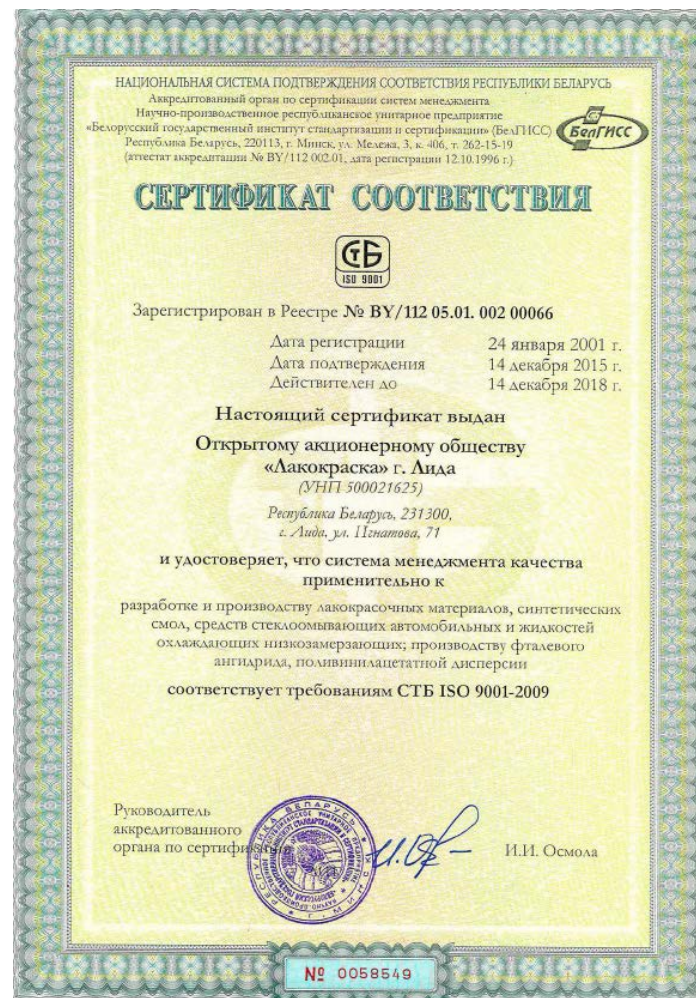 НАЦИОНАЛЬНАЯ СИСТЕМА ПОДТВЕРЖДЕНИЯ СООТВЕТСТВИЯ РЕСПУБЛИКИ БЕЛАРУСЬ
Аккредитованный орган по сертификации систем менеджмента
Научно-производственное республиканское унитарное предприятие
«Белорусский государственный институт стандартизации и сертификации» (БелГИСС)
Республика Беларусь, 220113, г. Минск, ул. Мележа, 3, к. 406, т. 262-15-19
(аттестат аккредитации № BY/112 002.01, дата регистрации 12.10.1996 г.)
БелГИСС
СЕРТИФИКАТ СООТВЕТСТВИЯ
СТБ
ISO 9001
Зарегистрирован в Реестре № BY/112 05.01. 002 00066
Дата регистрации 24 января 2001 г.
Дата подтверждения 14 декабря 2015 г.
Действителен до 14 декабря 2018 г.
Настоящий сертификат выдан
Открытому акционерному обществу
«Лакокраска» г. Лида
(УНП 500021625)
Республика Беларусь, 231300,
г. Лида, ул. Игнатова, 71
и удостоверяет, что система менеджмента качества
применительно к
разработке и производству лакокрасочных материалов, синтетических
смол, средств стеклоомывающих автомобильных и жидкостей
охлаждающих низкозамерзающих; производству фталевого
ангидрида, поливинилацетатной дисперсии
соответствует требованиям СТБ ISO 9001-2009
Руководитель
аккредитованного
органа по сертификации
И.И. Осмола
№ 0058549